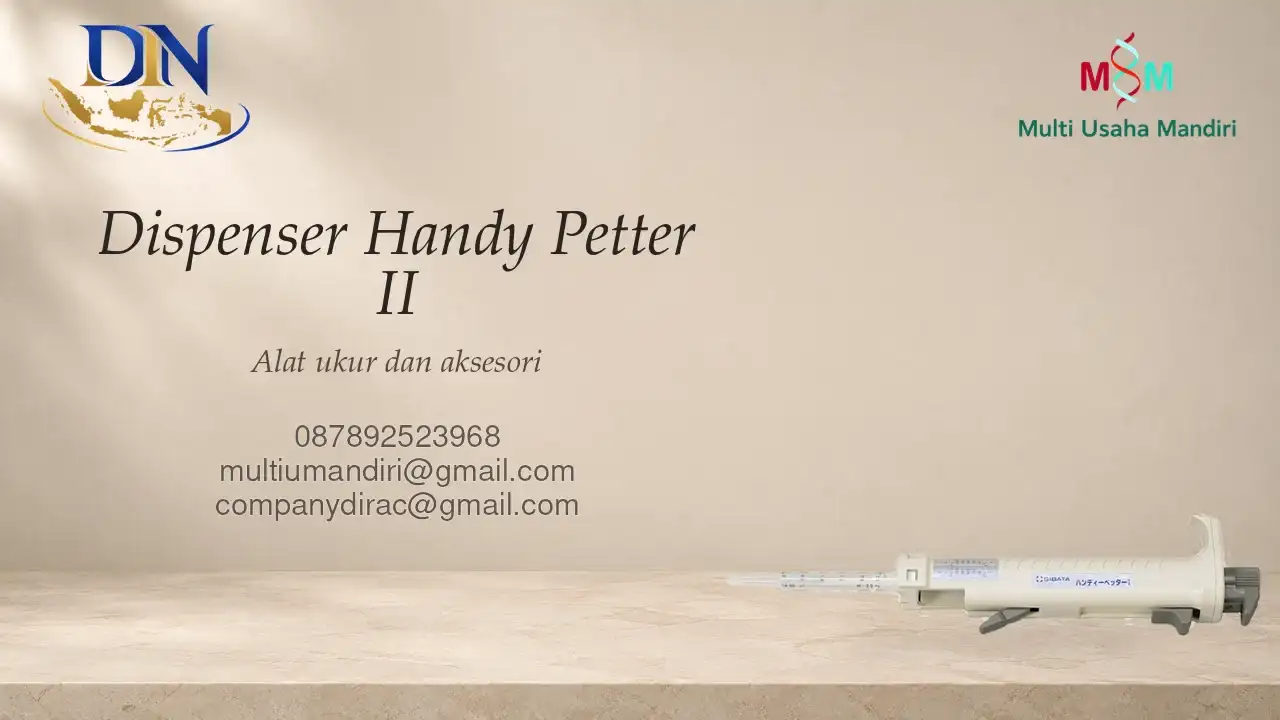 DIN
M M
Multi Usaha Mandiri
Dispenser Handy Petter
II
Alat ukur dan aksesori
087892523968
multiumandiri@gmail.com
companydirac@gmail.com
SIBATA ハンディーペッター